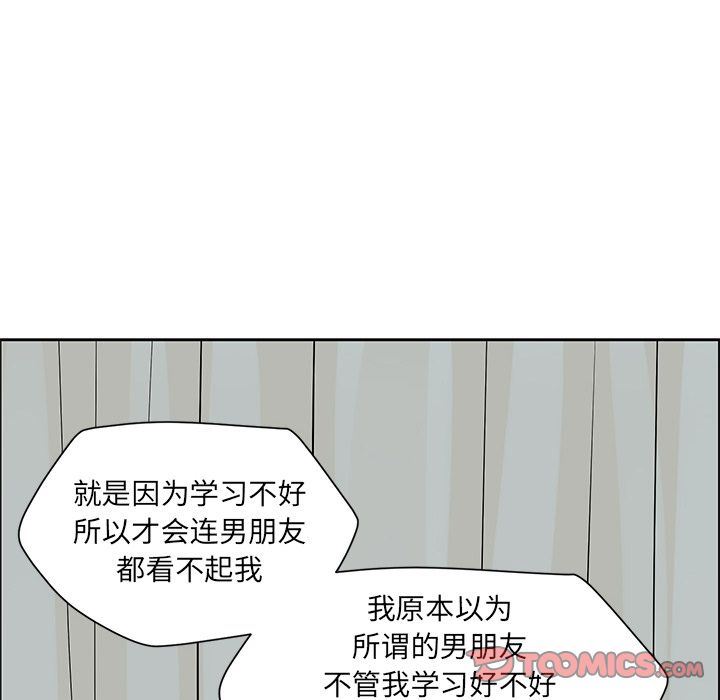 就是因为学习不好
所以才会连男朋友
都看不起我
我原本以为
所谓的男朋友
不管我学习好不好
TOOMICS.COM